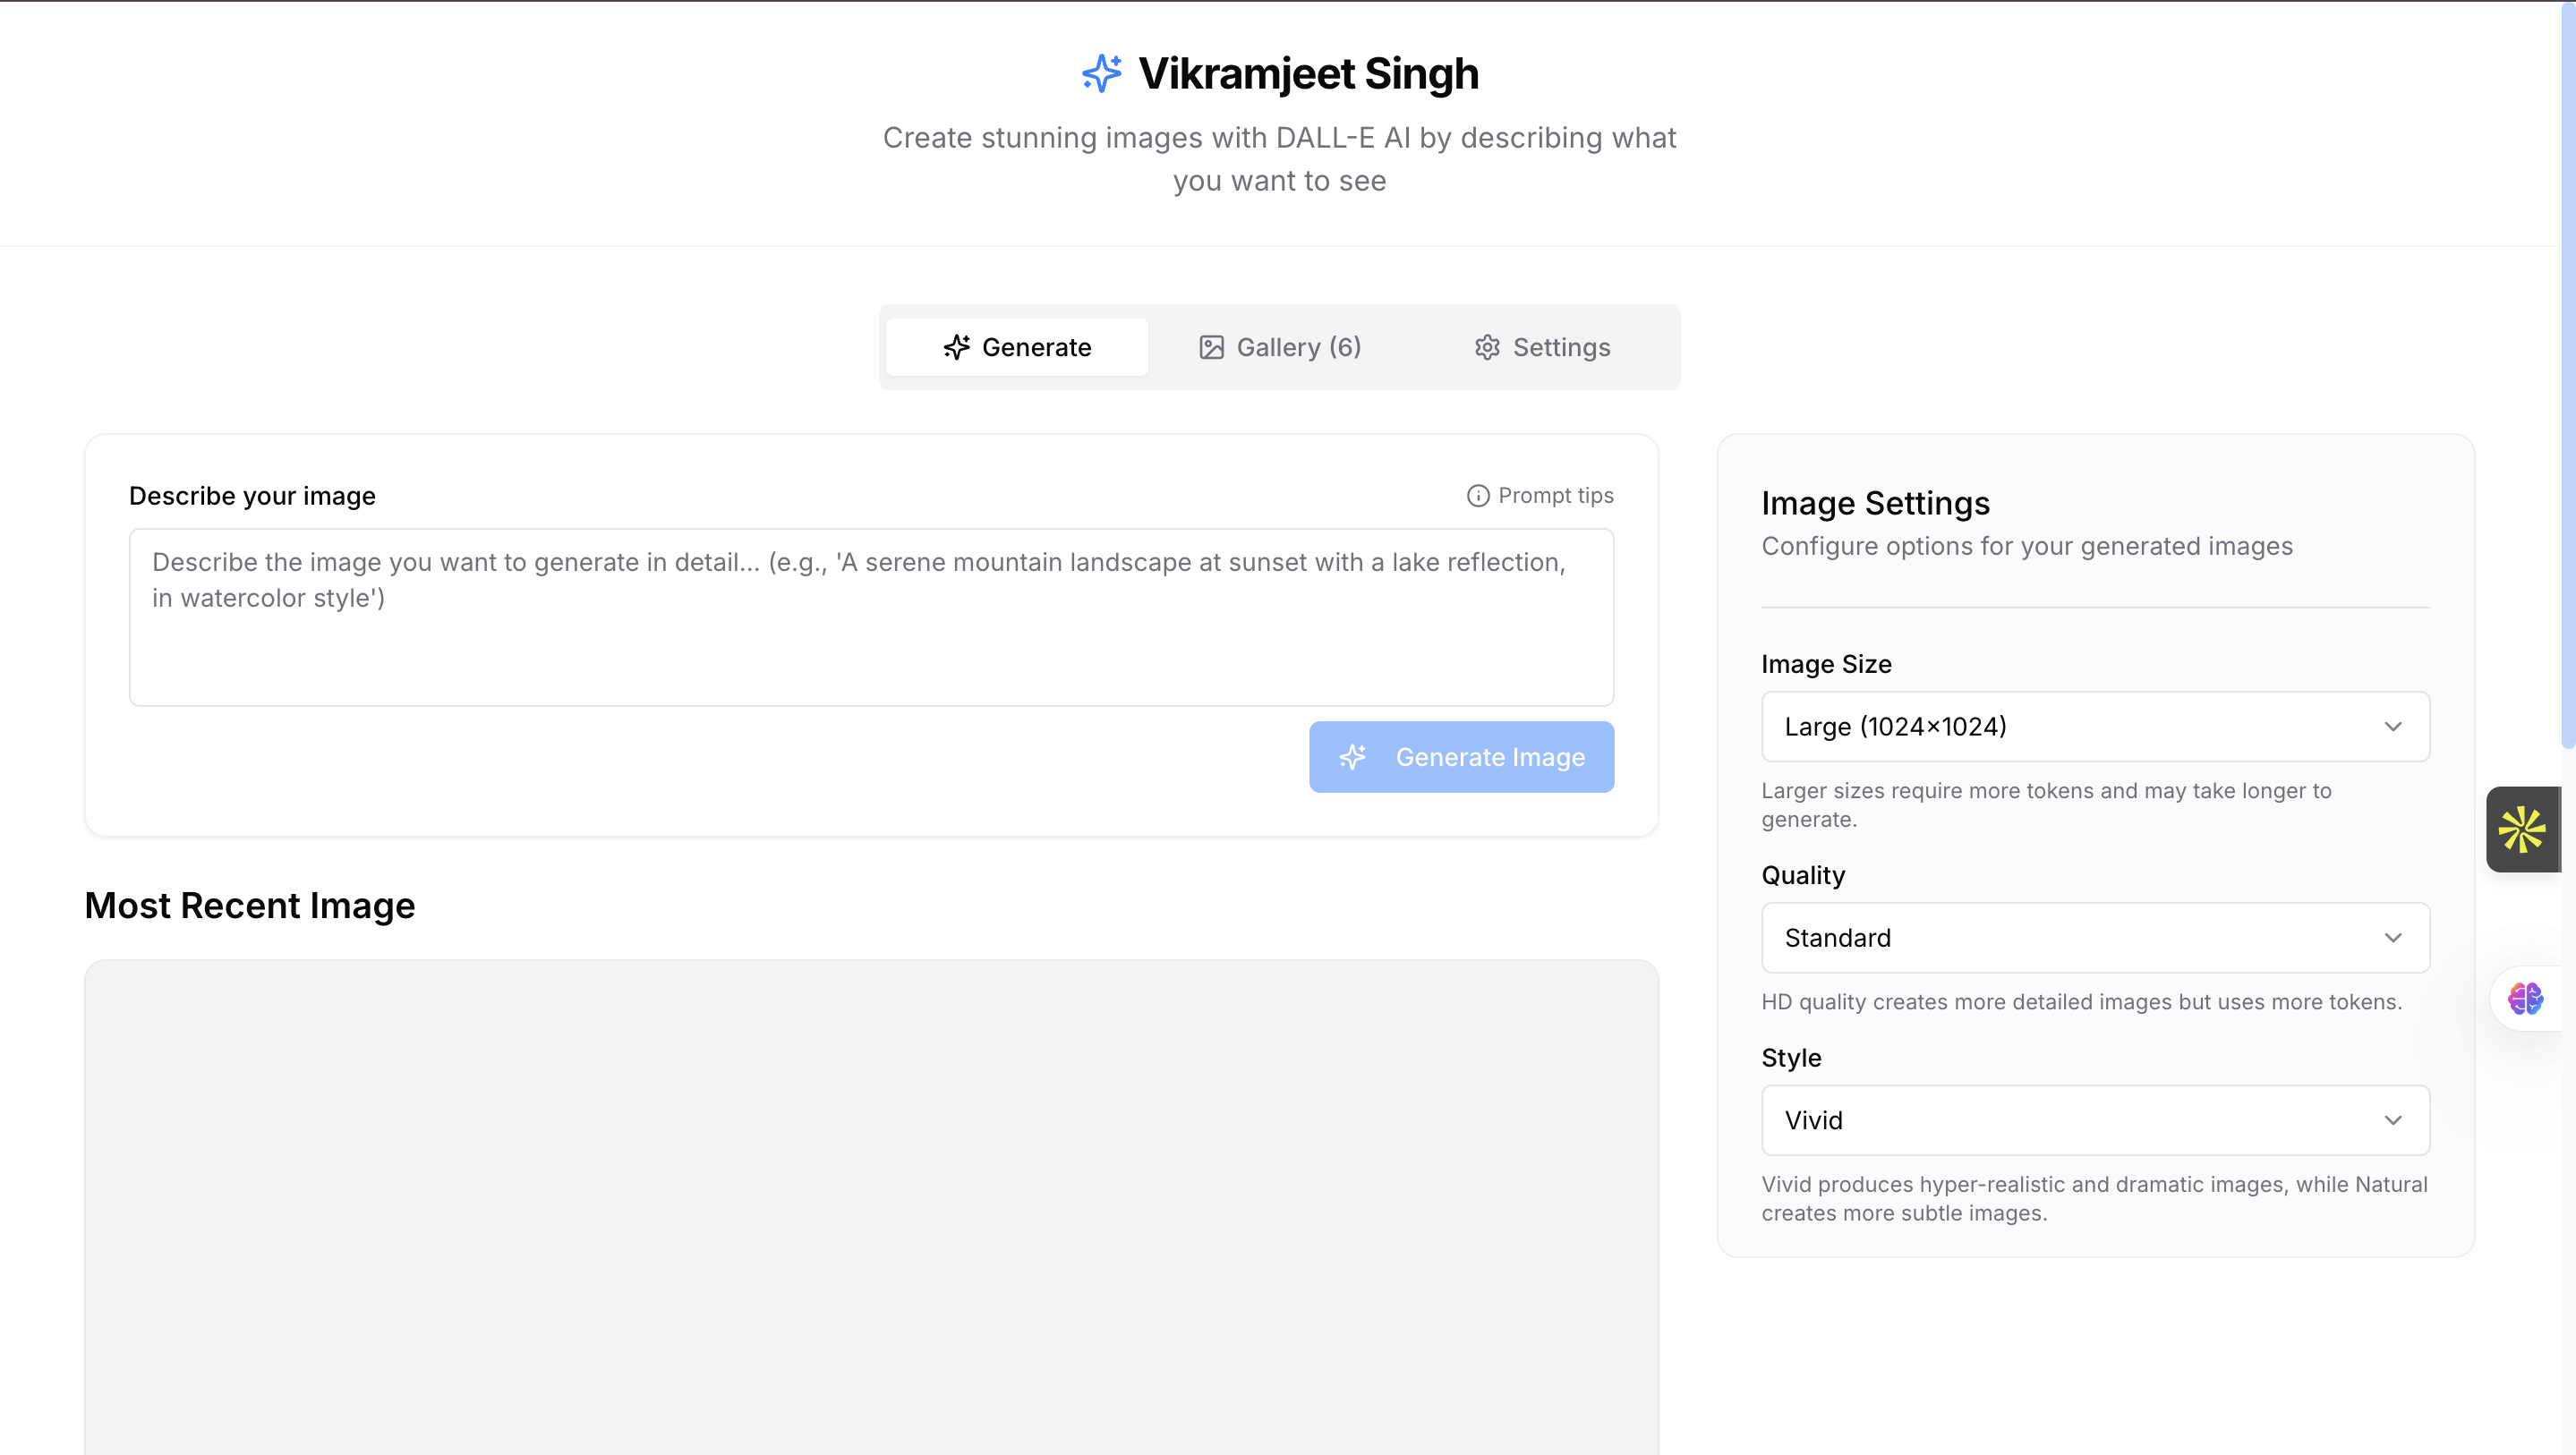 Vikramjeet Singh
Create stunning images with DALL-E AI by describing what
you want to see
Generate
Gallery (6)
Settings
Describe your image
Prompt tips
Describe the image you want to generate in detail... (e.g., 'A serene mountain landscape at sunset with a lake reflection,
in watercolor style')
Generate Image
Most Recent Image
Image Settings
Configure options for your generated images
Image Size
Large (1024×1024)
Larger sizes require more tokens and may take longer to
generate.
Quality
Standard
HD quality creates more detailed images but uses more tokens.
Style
Vivid
Vivid produces hyper-realistic and dramatic images, while Natural
creates more subtle images.